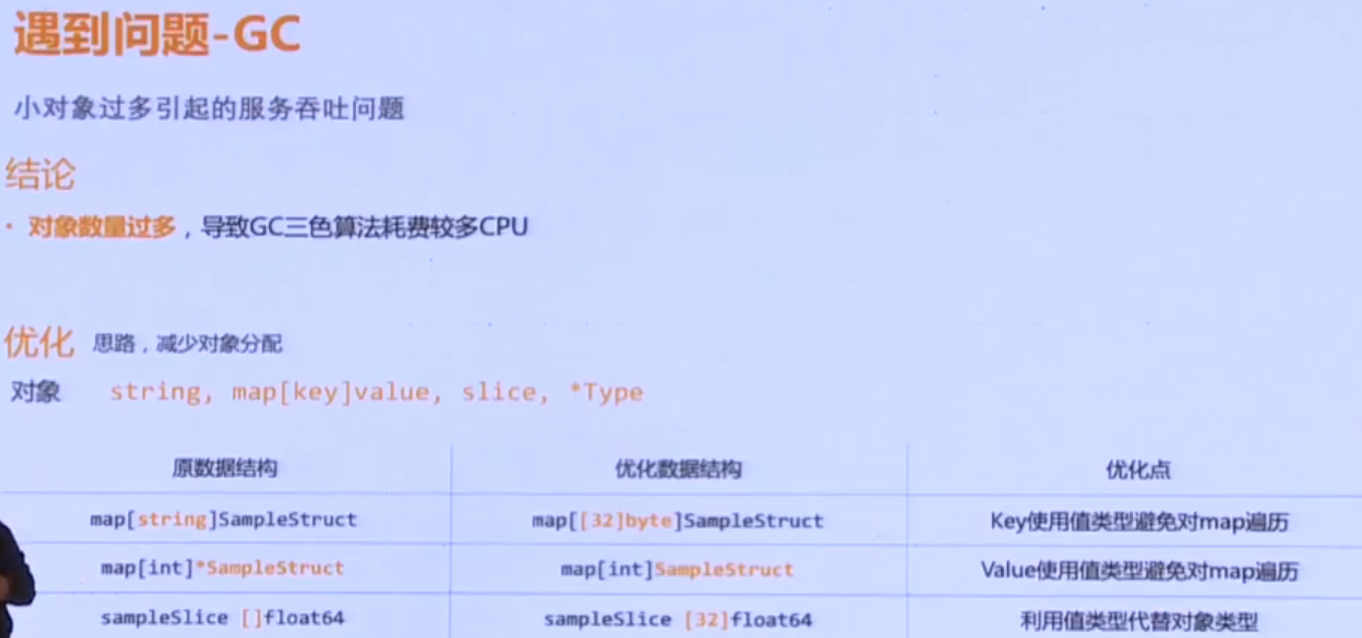 遇到问题-GC
小对象过多引起的服务吞吐问题
结论
· 对象数量过多，导致GC三色算法耗费较多CPU
优化 思路，减少对象分配
对象 string, map[key]value, slice, *Type
原数据结构 优化数据结构 优化点
map[string]SampleStruct map[[32]byte]SampleStruct Key使用值类型避免对map遍历
map[int]*SampleStruct map[int]SampleStruct Value使用值类型避免对map遍历
sampleSlice []float64 sampleSlice [32]float64 利用值类型代替对象类型